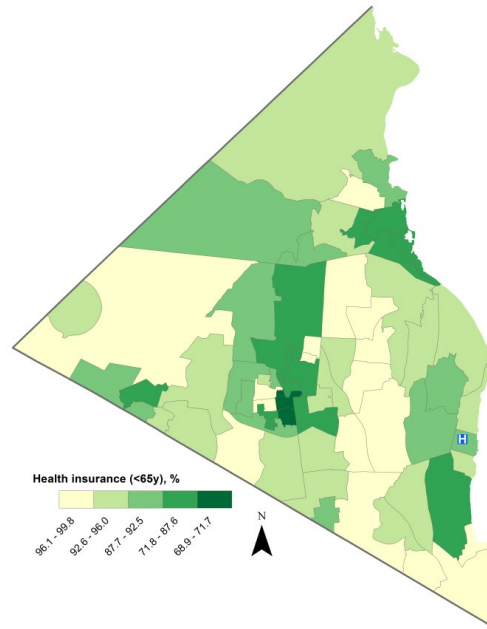 H
Health insurance (<65y), %
96.1 - 99.8
92.6 - 96.0
87.7 - 92.5
71.8 - 87.6
68.9 - 71.7
N